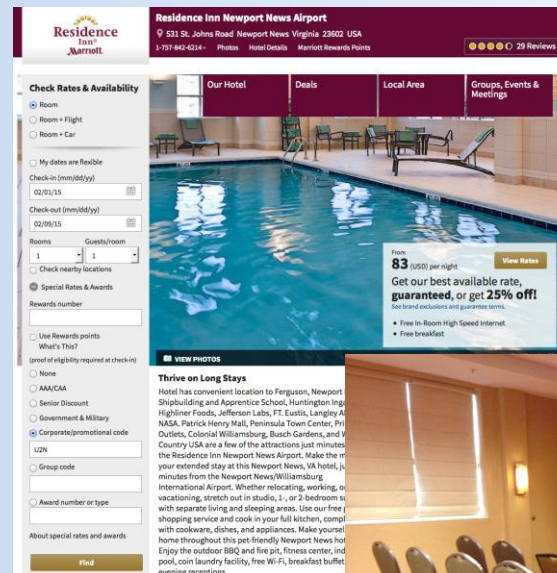 Residence
Inn®
Marriott.
Residence Inn Newport News Airport
531 St. Johns Road Newport News Virginia 23602 USA
1-757-842-6214 Photos Hotel Details Marriott Rewards Points
29 Reviews
Our Hotel
Deals
Local Area
Groups, Events &
Meetings
Check Rates & Availability
Room
Room + Flight
Room + Car
My dates are flexible
Check-in (mm/dd/yy)
02/01/15
Check-out (mm/dd/yy)
02/09/15
Rooms Guests/room
1 1
Check nearby locations
Special Rates & Awards
Rewards number
Use Rewards points
What's This?
(proof of eligibility required at check-in)
None
AAA/CAA
Senior Discount
Government & Military
Corporate/promotional code
U2N
Group code
Award number or type
About special rates and awards
Find
From
83 (USD) per night
View Rates
Get our best available rate,
guaranteed, or get 25% off!
See brand exclusions and guarantee terms.
• Free In-Room High Speed Internet
• Free breakfast
VIEW PHOTOS
Thrive on Long Stays
Hotel has convenient location to Ferguson, Newport
Shipbuilding and Apprentice School, Huntington
Highliner Foods, Jefferson Labs, FT. Eustis, Langley
NASA. Patrick Henry Mall, Peninsula Town Center,
Outlets, Colonial Williamsburg, Busch Gardens, and
Country USA are a few of the attractions just minutes
the Residence Inn Newport News Airport. Make the
your extended stay at this Newport News, VA hotel,
minutes from the Newport News/Williamsburg
International Airport. Whether relocating, working,
vacationing, stretch out in studio, 1-, or 2-bedroom
with separate living and sleeping areas. Use our free
shopping service and cook in your full kitchen,
with cookware, dishes, and appliances. Make
home throughout this pet-friendly Newport News
Enjoy the outdoor BBQ and fire pit, fitness center,
pool, coin laundry facility, free Wi-Fi, breakfast buffet
evening receptions